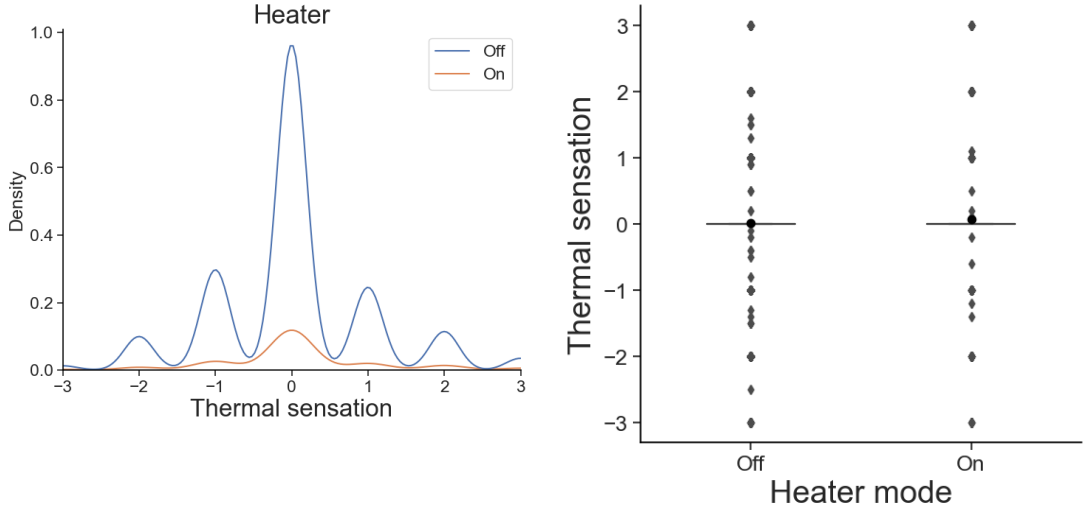 Heater
1.0
0.8
0.6
0.4
0.2
0.0
Density
Off
On
−3 −2 −1 0 1 2 3
Thermal sensation
3
2
1
0
−1
−2
−3
Thermal sensation
Off On
Heater mode